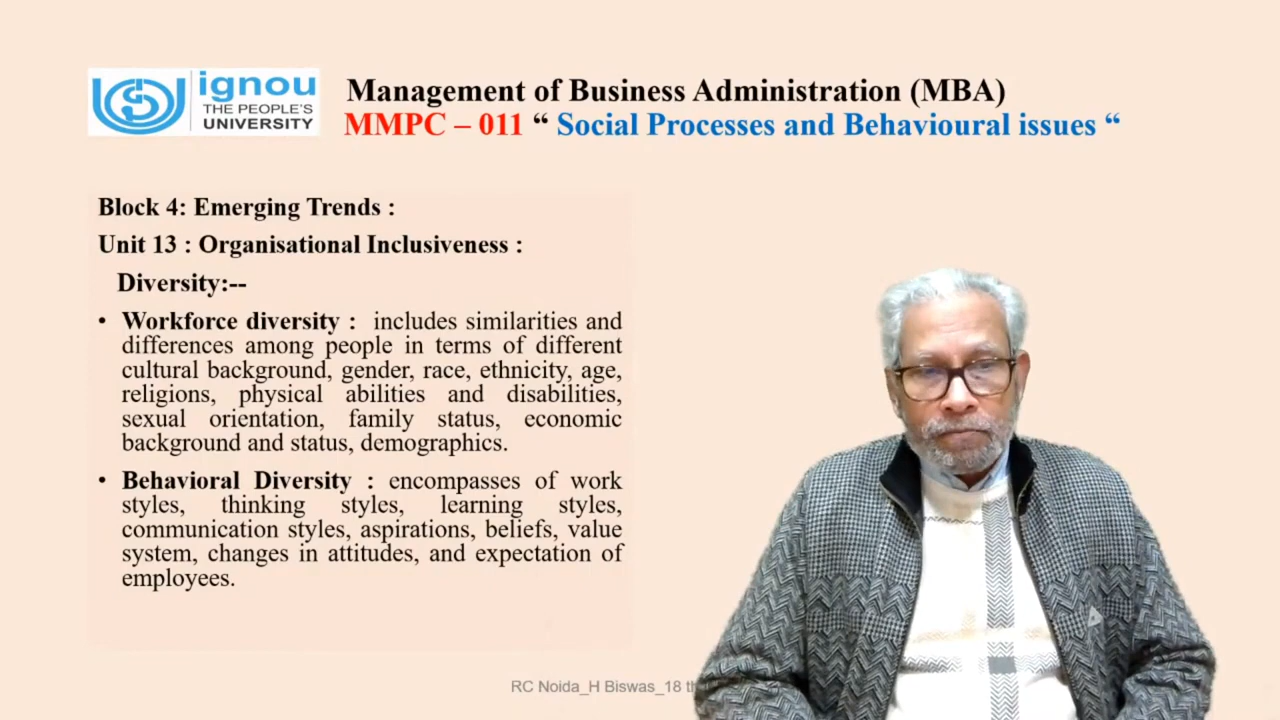 ignou
THE PEOPLE'S
UNIVERSITY
Management of Business Administration (MBA)
MMPC – 011 “ Social Processes and Behavioural issues “
Block 4: Emerging Trends :
Unit 13 : Organisational Inclusiveness :
Diversity:--
• Workforce diversity : includes similarities and
differences among people in terms of different
cultural background, gender, race, ethnicity, age,
religions, physical abilities and disabilities,
sexual orientation, family status, economic
background and status, demographics.
• Behavioral Diversity : encompasses of work
styles, thinking styles, learning styles,
communication styles, aspirations, beliefs, value
system, changes in attitudes, and expectation of
employees.
RC Noida_H Biswas_18